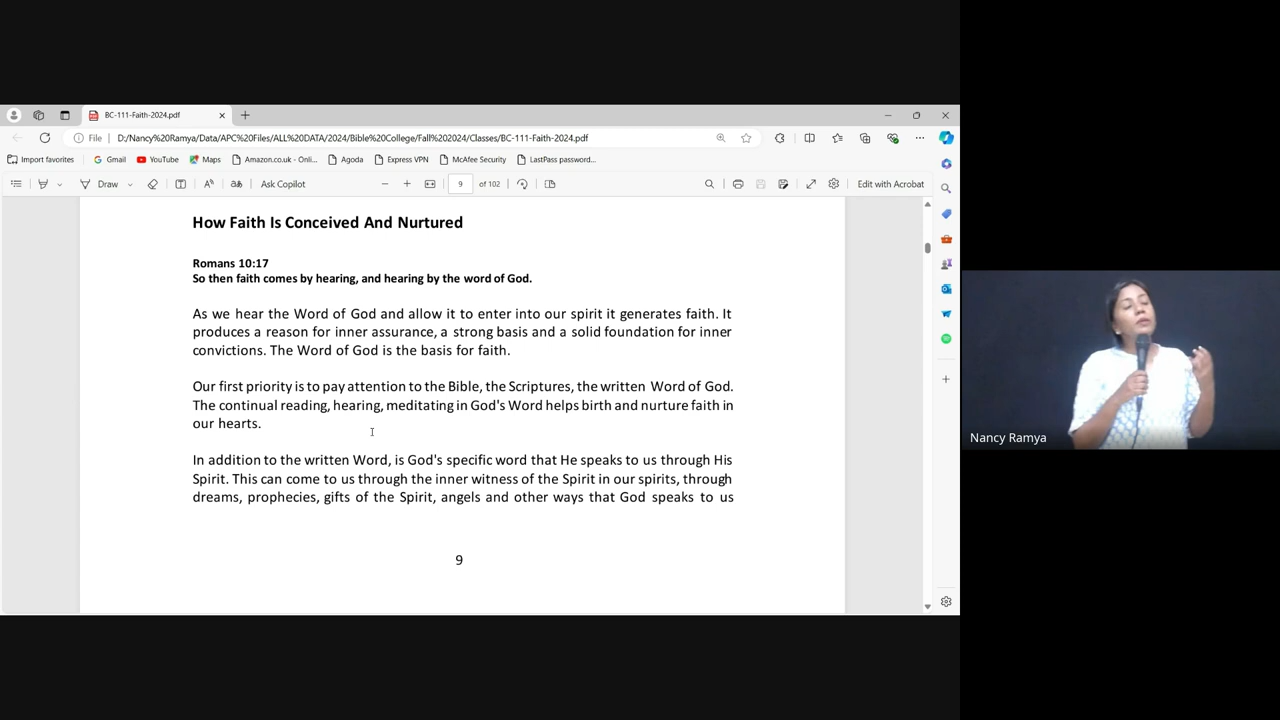 BC-111-Faith-2024.pdf
File
D:/Nancy%20Ramya/Data/APC%20Files/ALL%20DATA/2024/Bible%20College/Fall%202024/Classes/BC-111-Faith-2024.pdf
Import favorites Gmail YouTube Maps Amazon.co.uk - Onli... Agoda Express VPN McAfee Security LastPass password...
Draw Ask Copilot 9 of 102 Edit with Acrobat
How Faith Is Conceived And Nurtured
Romans 10:17
So then faith comes by hearing, and hearing by the word of God.
As we hear the Word of God and allow it to enter into our spirit it generates faith. It
produces a reason for inner assurance, a strong basis and a solid foundation for inner
convictions. The Word of God is the basis for faith.
Our first priority is to pay attention to the Bible, the Scriptures, the written Word of God.
The continual reading, hearing, meditating in God's Word helps birth and nurture faith in
our hearts.
In addition to the written Word, is God's specific word that He speaks to us through His
Spirit. This can come to us through the inner witness of the Spirit in our spirits, through
dreams, prophecies, gifts of the Spirit, angels and other ways that God speaks to us
9
Nancy Ramya